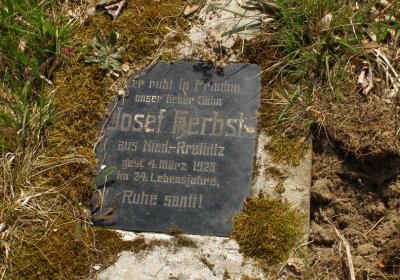 er ruht in Frieden
unser lieber Sohn
Josef Herbst
aus Nied.-Kreibitz
gest. 4. März 1926
im 24. Lebensjahre.
Ruhe sanft!